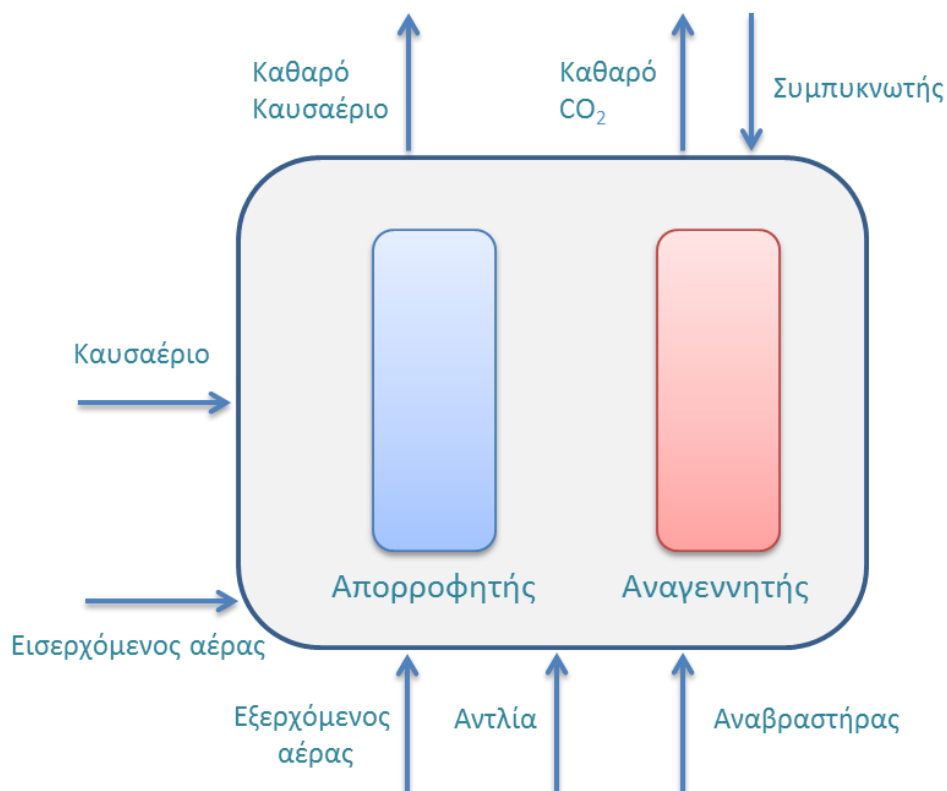 Καθαρό
Καυσαέριο
Καθαρό
CO₂
Συμπυκνωτής
Καυσαέριο
Απορροφητής
Αναγεννητής
Εισερχόμενος αέρας
Εξερχόμενος
αέρας
Αντλία
Αναβραστήρας